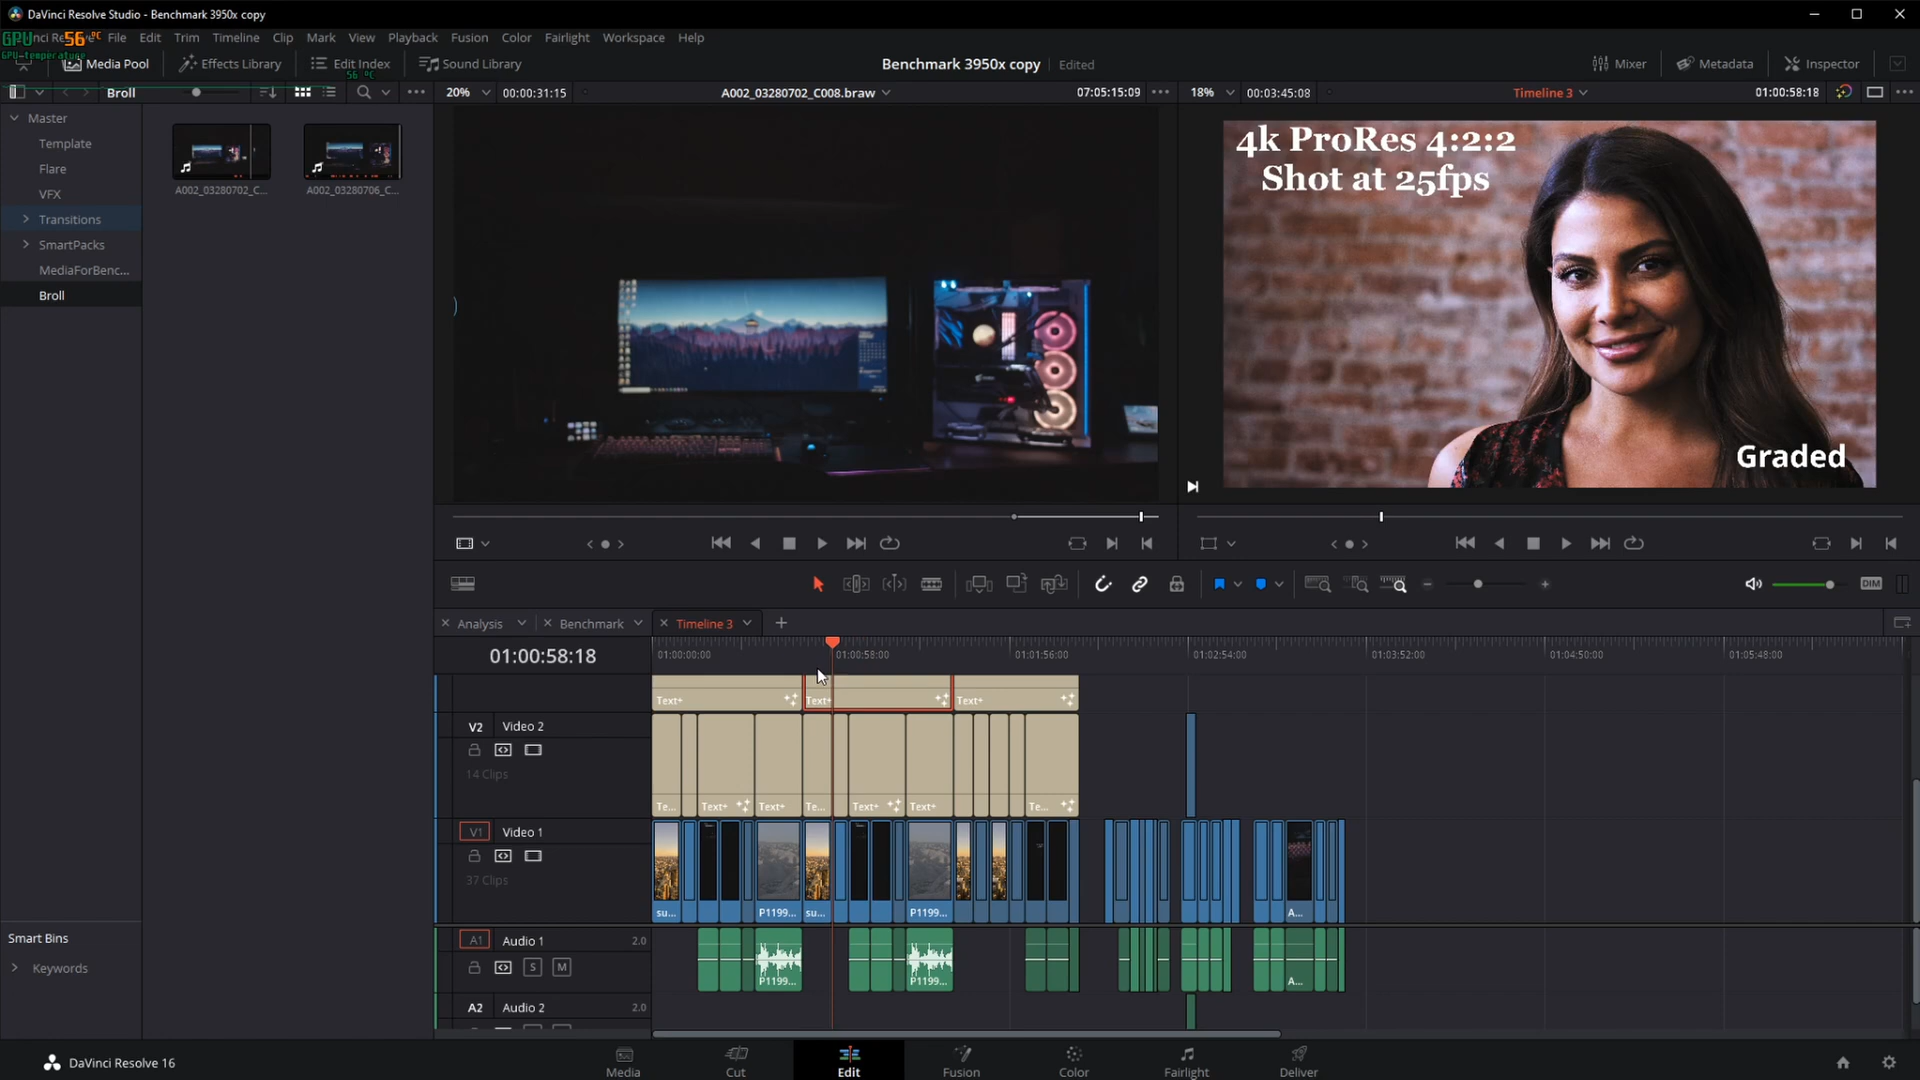 DaVinci Resolve Studio - Benchmark 3950x copy
GPU 56 °C
GPU temperature
56 °C
File Edit Trim Timeline Clip Mark View Playback Fusion Color Fairlight Workspace Help
Media Pool Effects Library Edit Index Sound Library
Benchmark 3950x copy Edited
Mixer Metadata Inspector
Broll
20% 00:00:31:15 A002_03280702_C008.braw 07:05:15:09
18% 00:03:45:08 Timeline 3 01:00:58:18
Master
Template
Flare
VFX
Transitions
SmartPacks
MediaForBenc...
Broll
A002_03280702_C...
A002_03280706_C...
4k ProRes 4:2:2
Shot at 25fps
Graded
DIM
Analysis Benchmark Timeline 3
01:00:58:18
01:00:00:00 01:00:58:00 01:01:56:00 01:02:54:00 01:03:52:00 01:04:50:00 01:05:48:00
Text+ Text+ Text+
V2 Video 2
14 Clips
Te... Text+ Text+ Te... Text+ Text+ Te...
V1 Video 1
37 Clips
su... P1199... su... P1199... A...
A1 Audio 1 2.0
S M
P1199... P1199... A...
A2 Audio 2 2.0
Smart Bins
Keywords
DaVinci Resolve 16
Media Cut Edit Fusion Color Fairlight Deliver